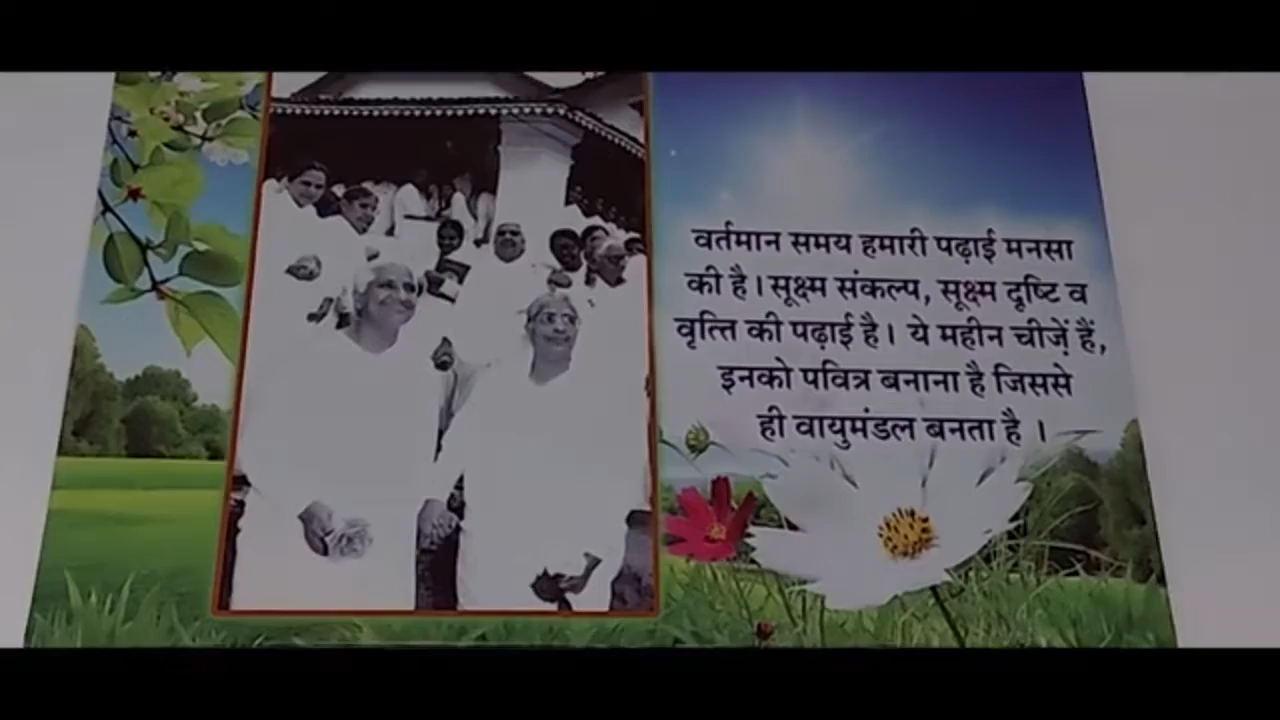 वर्तमान समय हमारी पढ़ाई मनसा
की है। सूक्ष्म संकल्प, सूक्ष्म दृष्टि व
वृत्ति की पढ़ाई है। ये महीन चीज़ें हैं,
इनको पवित्र बनाना है जिससे
ही वायुमंडल बनता है ।